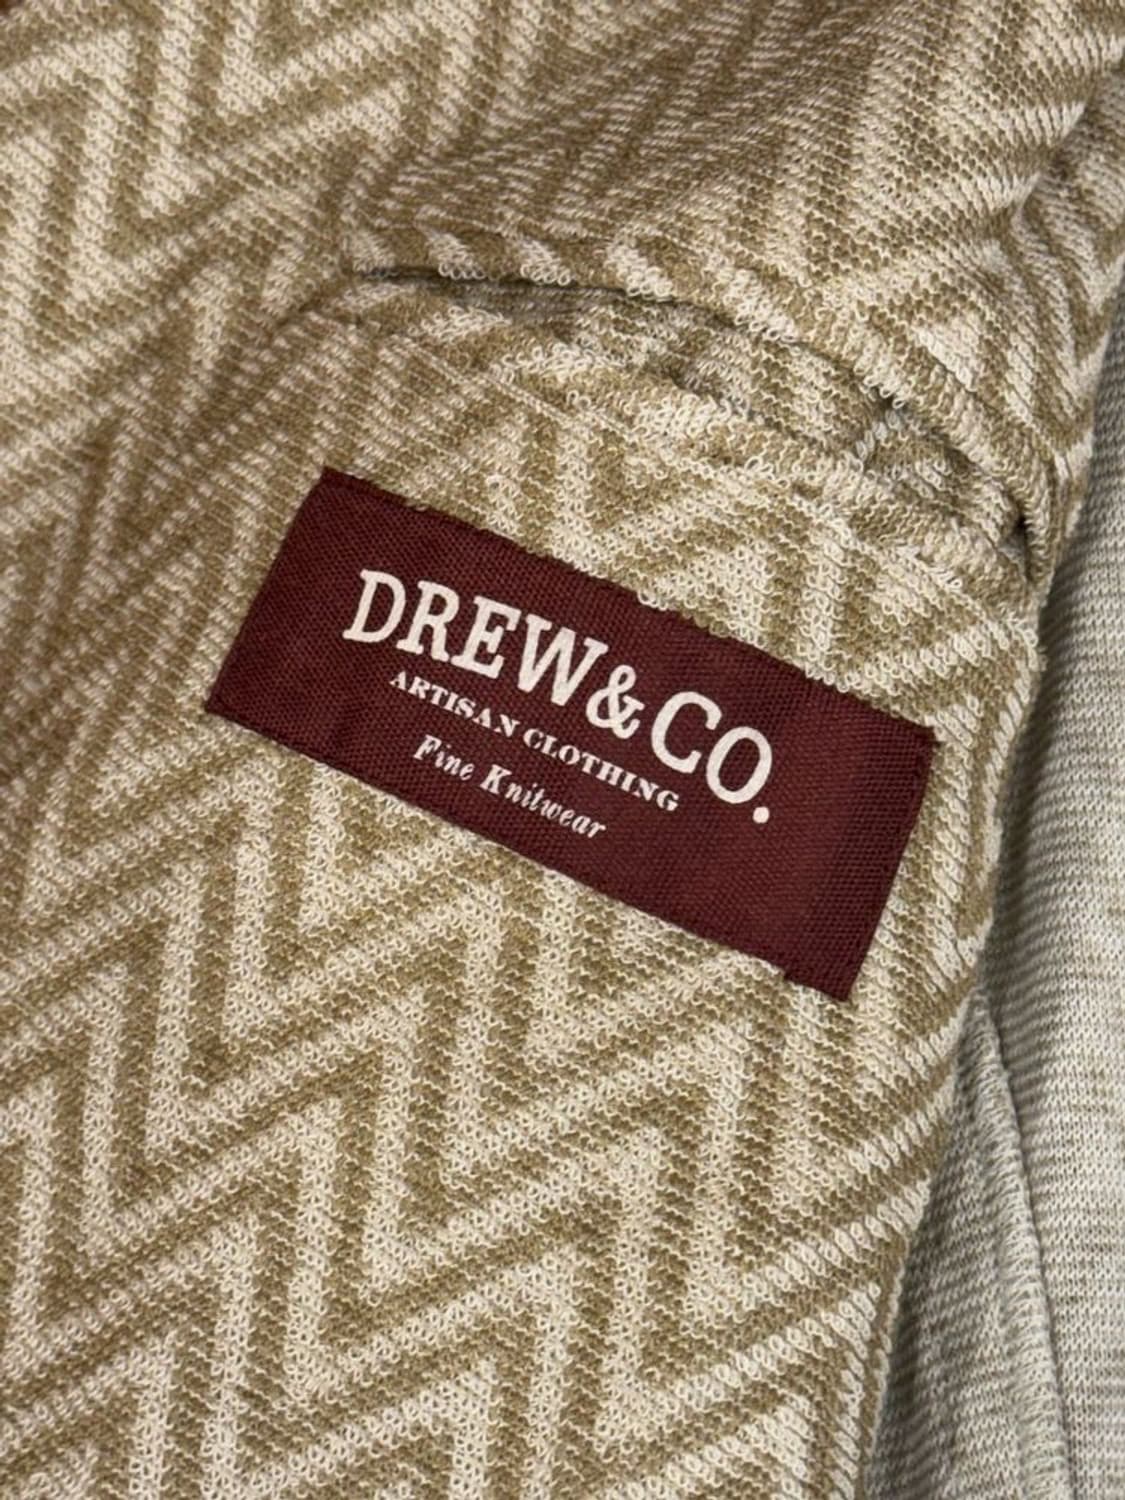 DREW&CO.
ARTISAN CLOTHING
Fine Knitwear